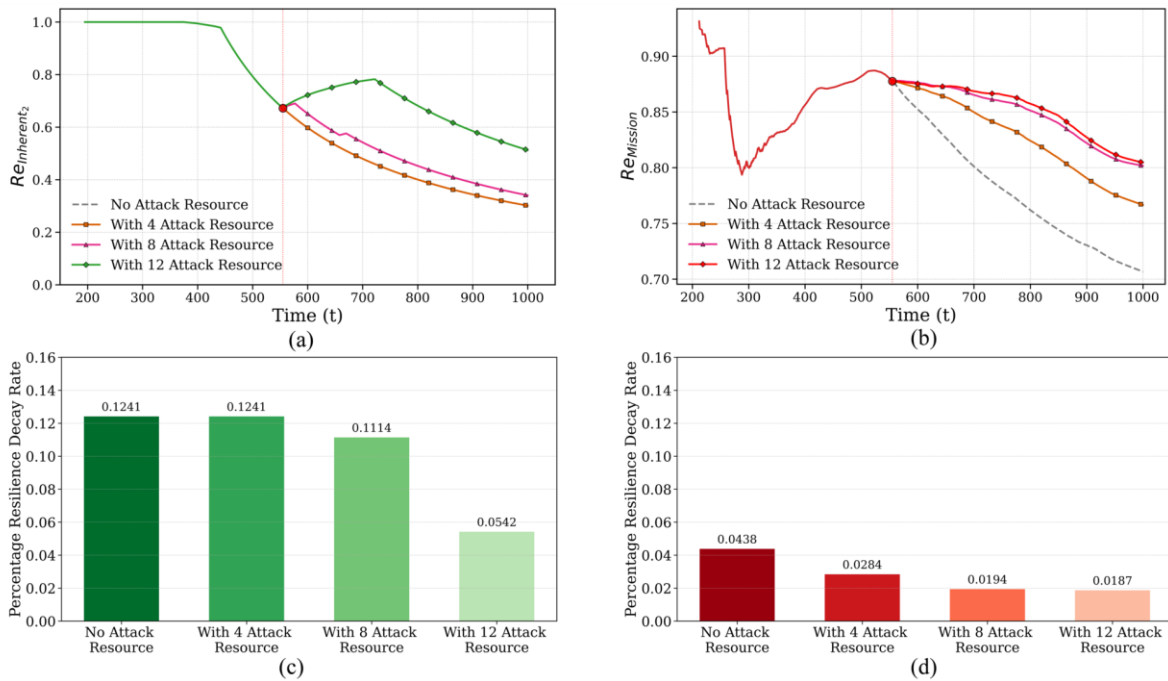 1.0
0.8
0.6
0.4
0.2
0.0
Re_Inherent_2
No Attack Resource
With 4 Attack Resource
With 8 Attack Resource
With 12 Attack Resource
200 300 400 500 600 700 800 900 1000
Time (t)
(a)
0.90
0.85
0.80
0.75
0.70
Re_Mission
No Attack Resource
With 4 Attack Resource
With 8 Attack Resource
With 12 Attack Resource
200 300 400 500 600 700 800 900 1000
Time (t)
(b)
Percentage Resilience Decay Rate
0.16
0.14
0.12
0.10
0.08
0.06
0.04
0.02
0.00
0.1241
0.1241
0.1114
0.0542
No Attack
Resource
With 4 Attack
Resource
With 8 Attack
Resource
With 12 Attack
Resource
(c)
Percentage Resilience Decay Rate
0.16
0.14
0.12
0.10
0.08
0.06
0.04
0.02
0.00
0.0438
0.0284
0.0194
0.0187
No Attack
Resource
With 4 Attack
Resource
With 8 Attack
Resource
With 12 Attack
Resource
(d)